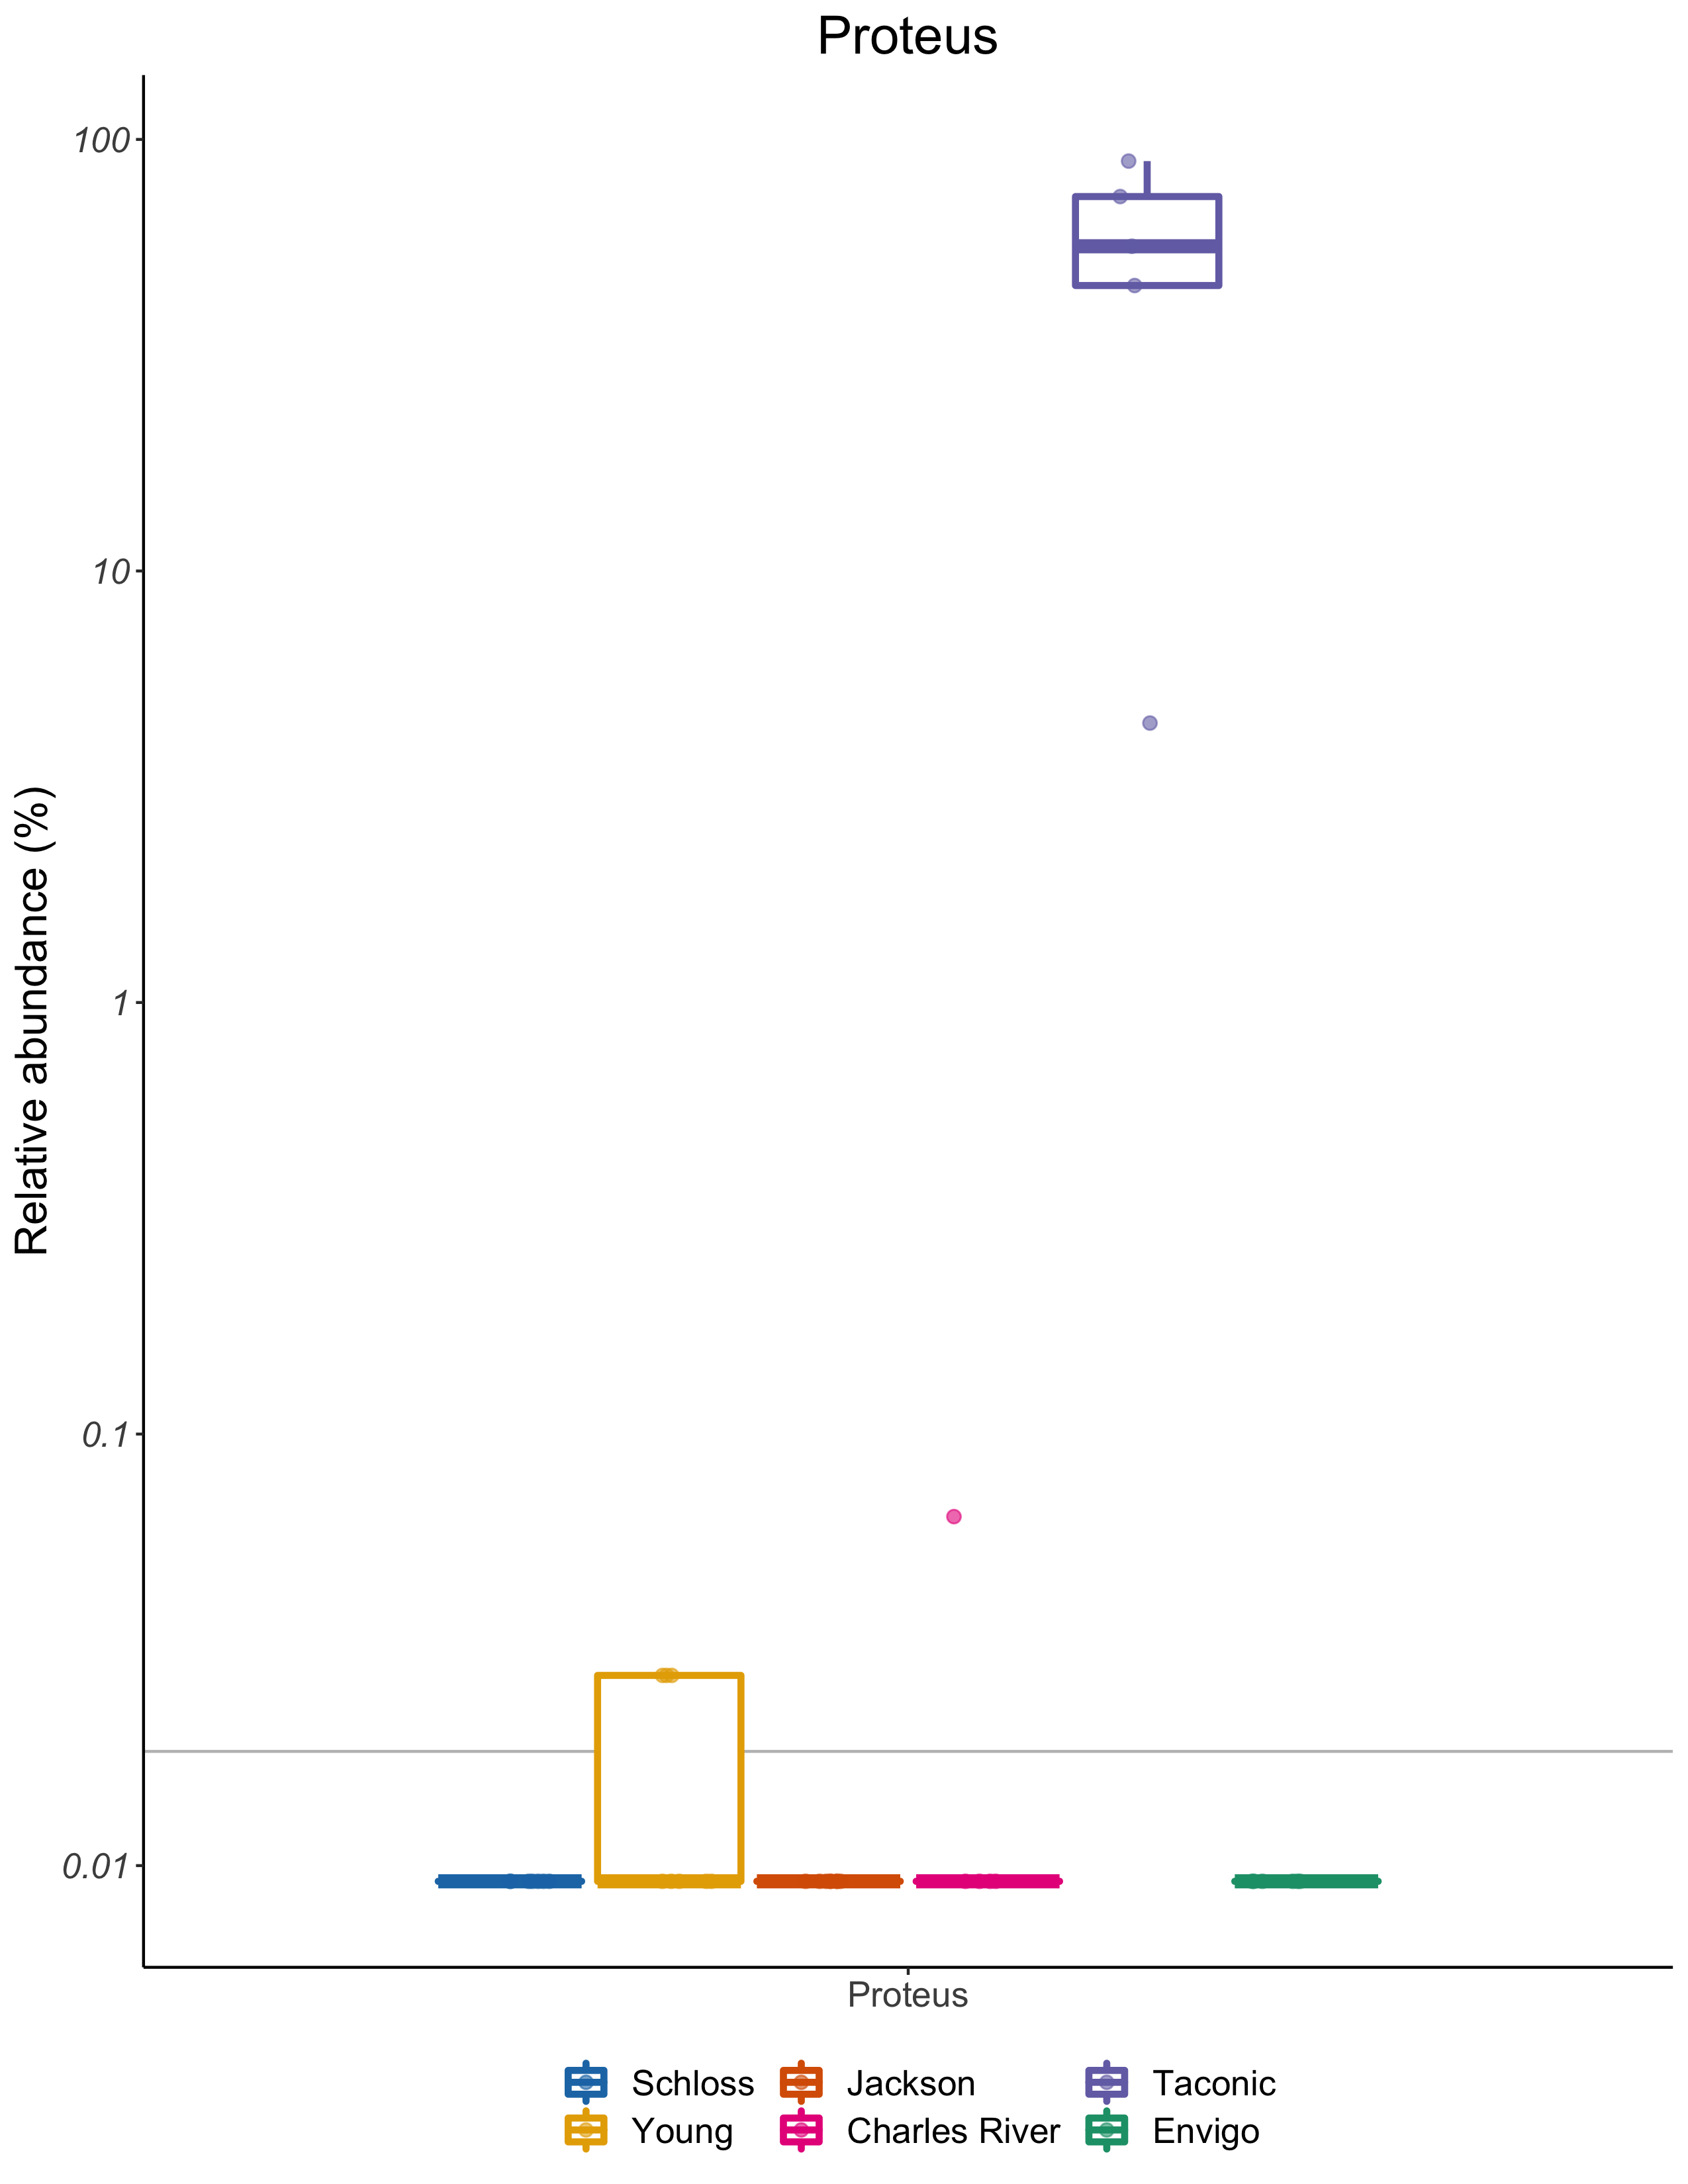 Proteus
Relative abundance (%)
100
10
1
0.1
0.01
Proteus
Schloss Jackson Taconic
Young Charles River Envigo